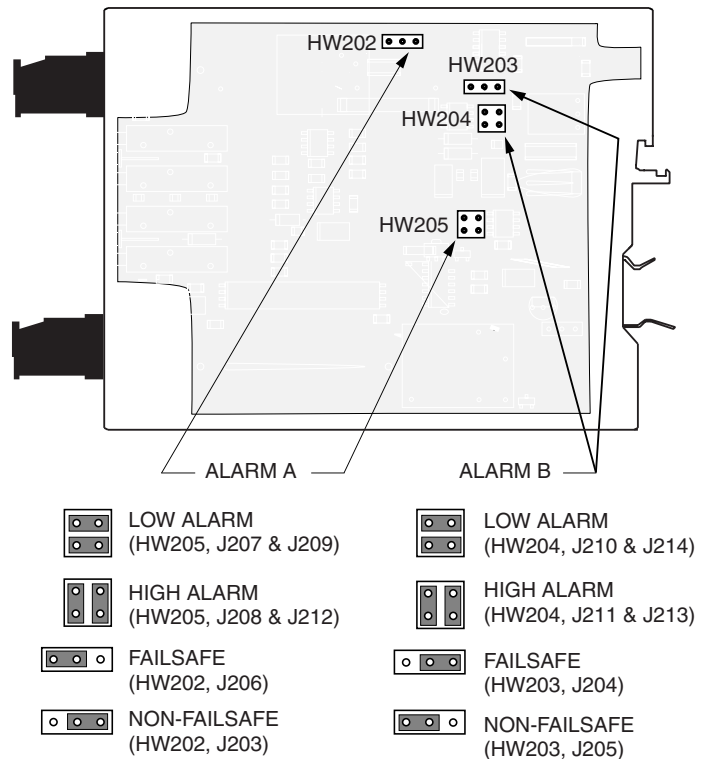 HW202
HW203
HW204
HW205
ALARM A
ALARM B
LOW ALARM
(HW205, J207 & J209)
HIGH ALARM
(HW205, J208 & J212)
FAILSAFE
(HW202, J206)
NON-FAILSAFE
(HW202, J203)
LOW ALARM
(HW204, J210 & J214)
HIGH ALARM
(HW204, J211 & J213)
FAILSAFE
(HW203, J204)
NON-FAILSAFE
(HW203, J205)